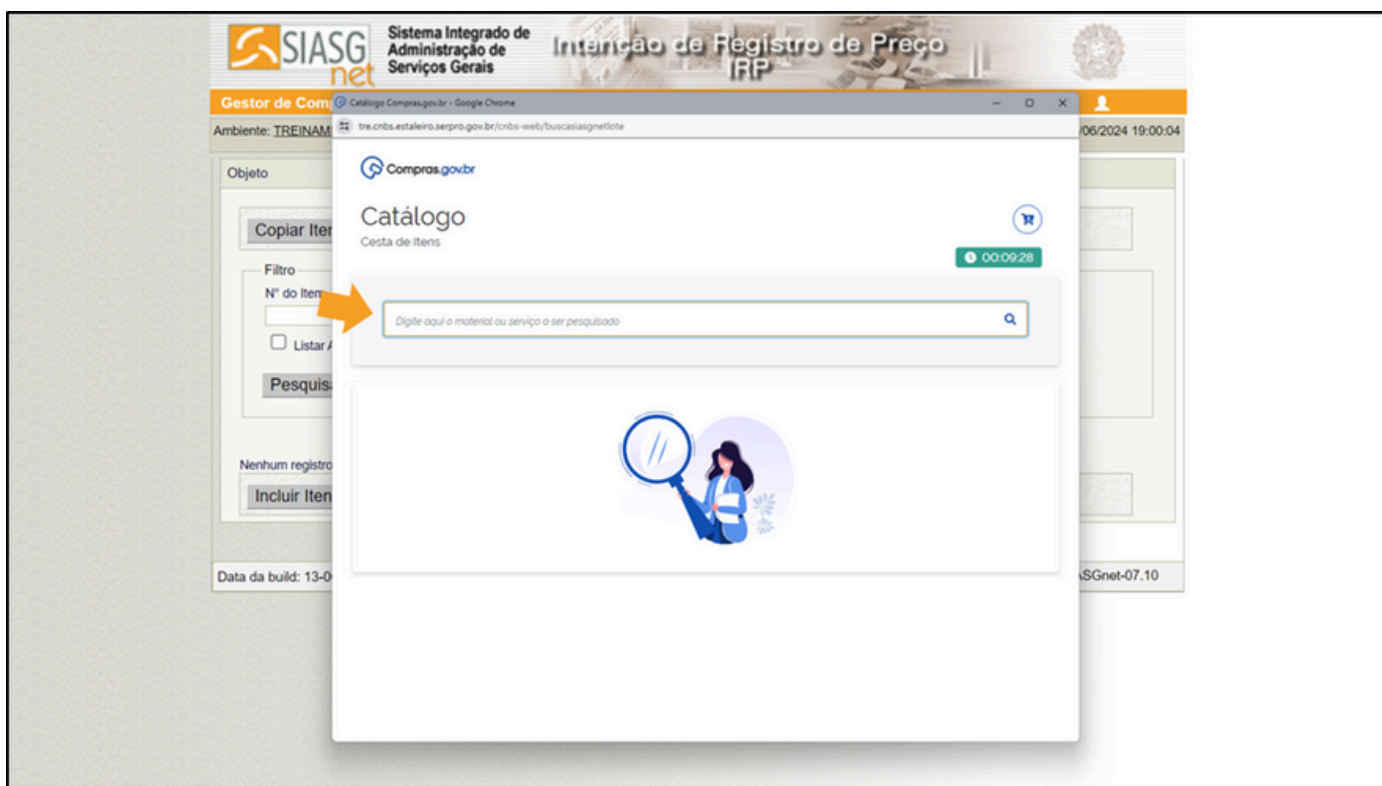 SIASG
net
Sistema Integrado de
Administração de
Serviços Gerais
Intenção de Registro de Preço
IRP
Gestor de Com
Catálogo Compras.gov.br - Google Chrome
Ambiente: TREINAM
tre.cnbs.estaleiro.serpro.gov.br/cnbs-web/buscasiasgnetlote
/06/2024 19:00:04
Objeto
Compras.gov.br
Catálogo
Cesta de Itens
Copiar Iter
00:09:28
Filtro
N° do Item
Digite aqui o material ou serviço a ser pesquisado
Listar
Pesquis
Nenhum registro
Incluir Iten
Data da build: 13-0
SGnet-07.10